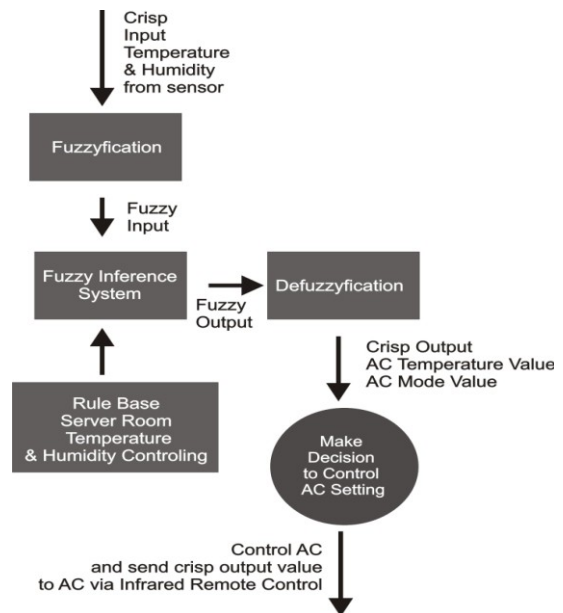 Crisp
Input
Temperature
& Humidity
from sensor
Fuzzyfication
Fuzzy
Input
Fuzzy Inference
System
Fuzzy
Output
Defuzzyfication
Rule Base
Server Room
Temperature
& Humidity Controling
Crisp Output
AC Temperature Value
AC Mode Value
Make
Decision
to Control
AC Setting
Control AC
and send crisp output value
to AC via Infrared Remote Control